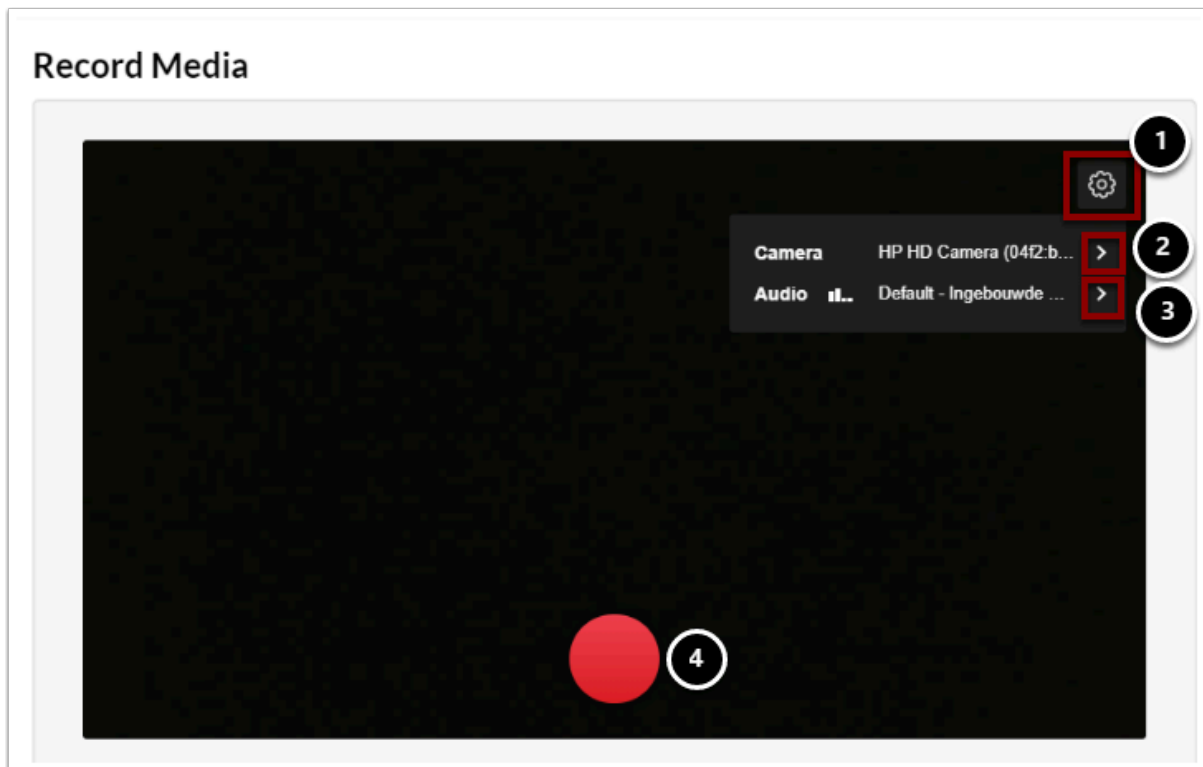 Record Media
1
Camera HP HD Camera (04f2:b... 2
Audio Default - Ingebouwde ... 3
4